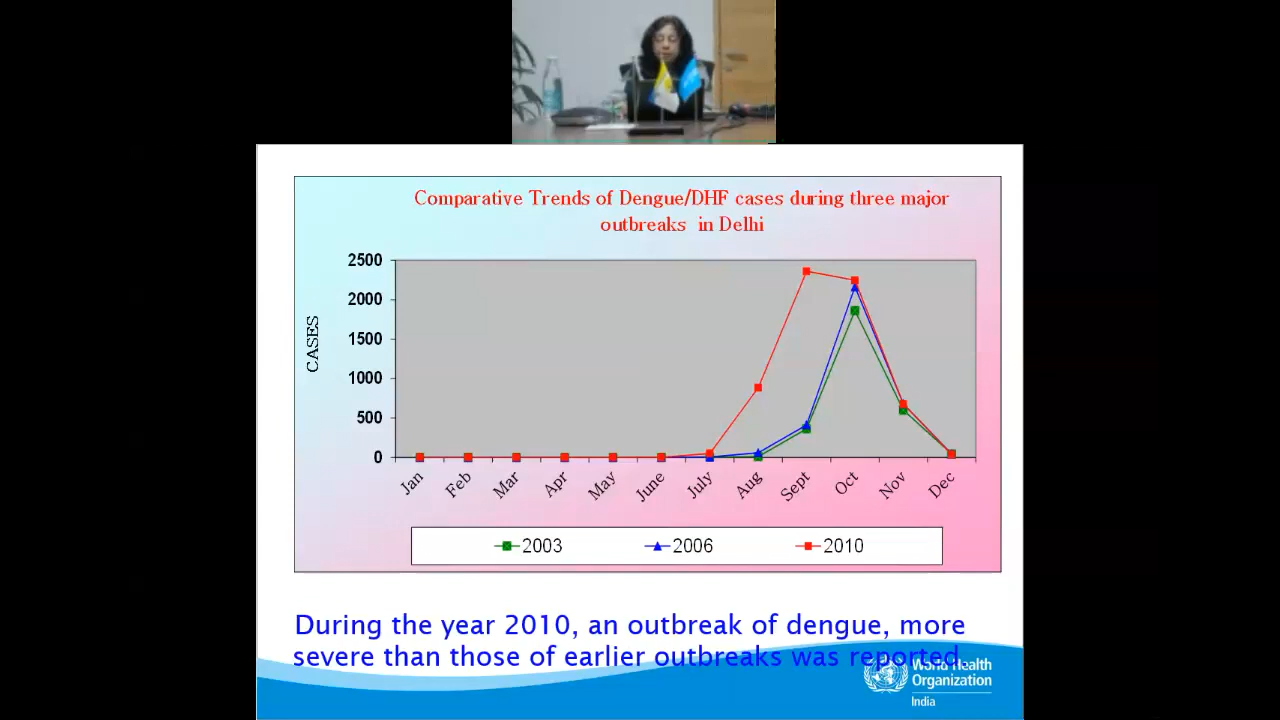 Comparative Trends of Dengue/DHF cases during three major
outbreaks in Delhi
CASES
2500
2000
1500
1000
500
0
Jan Feb Mar Apr May June July Aug Sept Oct Nov Dec
2003 2006 2010
During the year 2010, an outbreak of dengue, more
severe than those of earlier outbreaks was reported.
World Health
Organization
India